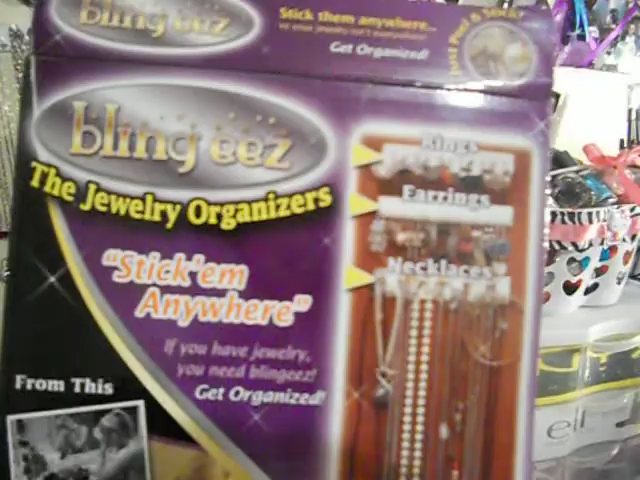 bling eez
Stick them anywhere...
Get Organized!
bling eez
The Jewelry Organizers
"Stick'em
Anywhere"
If you have jewelry,
you need blingeez!
Get Organized!
From This
Rings
Earrings
Necklaces
elf